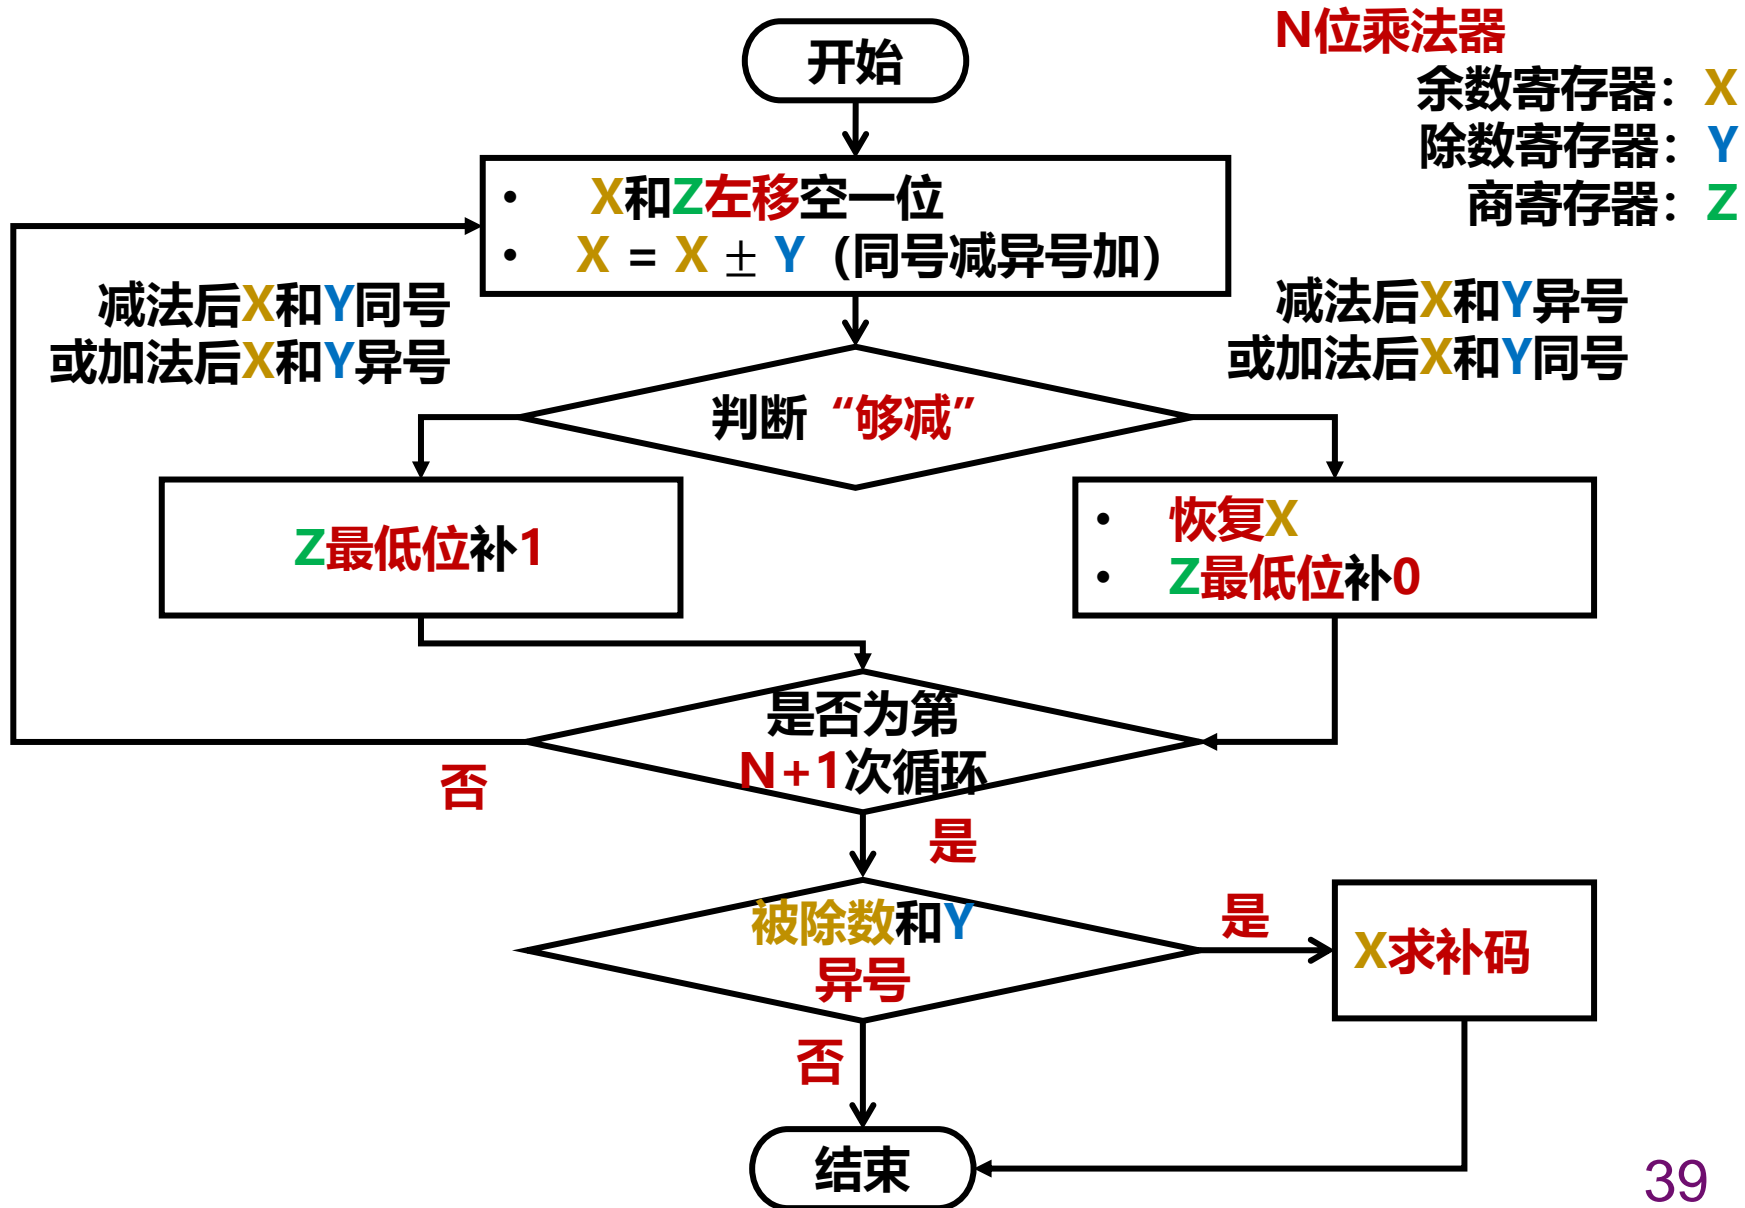 N位乘法器
余数寄存器：X
除数寄存器：Y
商寄存器：Z
开始
• X和Z左移空一位
• X = X ± Y（同号减异号加）
减法后X和Y同号
或加法后X和Y异号
减法后X和Y异号
或加法后X和Y同号
判断“够减”
Z最低位补1
• 恢复X
• Z最低位补0
是否为第
N+1次循环
否
是
被除数和Y
异号
是
X求补码
否
结束
39